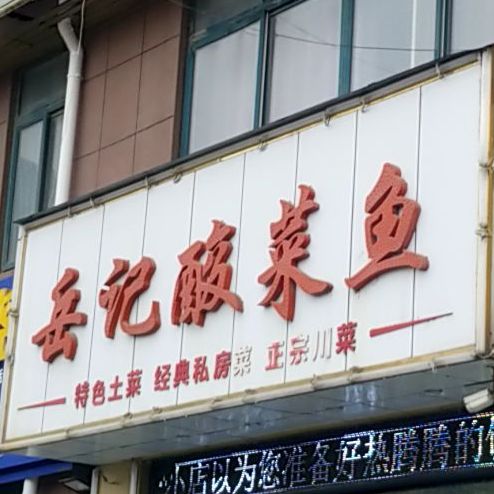 岳记酸菜鱼
特色土菜 经典私房菜 正宗川菜
小店以为您准备好热腾腾的